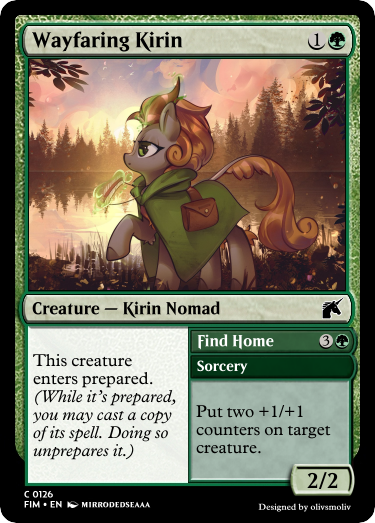 Wayfaring Kirin 1
Creature — Kirin Nomad
This creature
enters prepared.
(While it's prepared,
you may cast a copy
of its spell. Doing so
unprepares it.)
Find Home 3
Sorcery
Put two +1/+1
counters on target
creature.
2/2
C 0126
FIM • EN MIRRODEDSEAAA
Designed by olivsmoliv